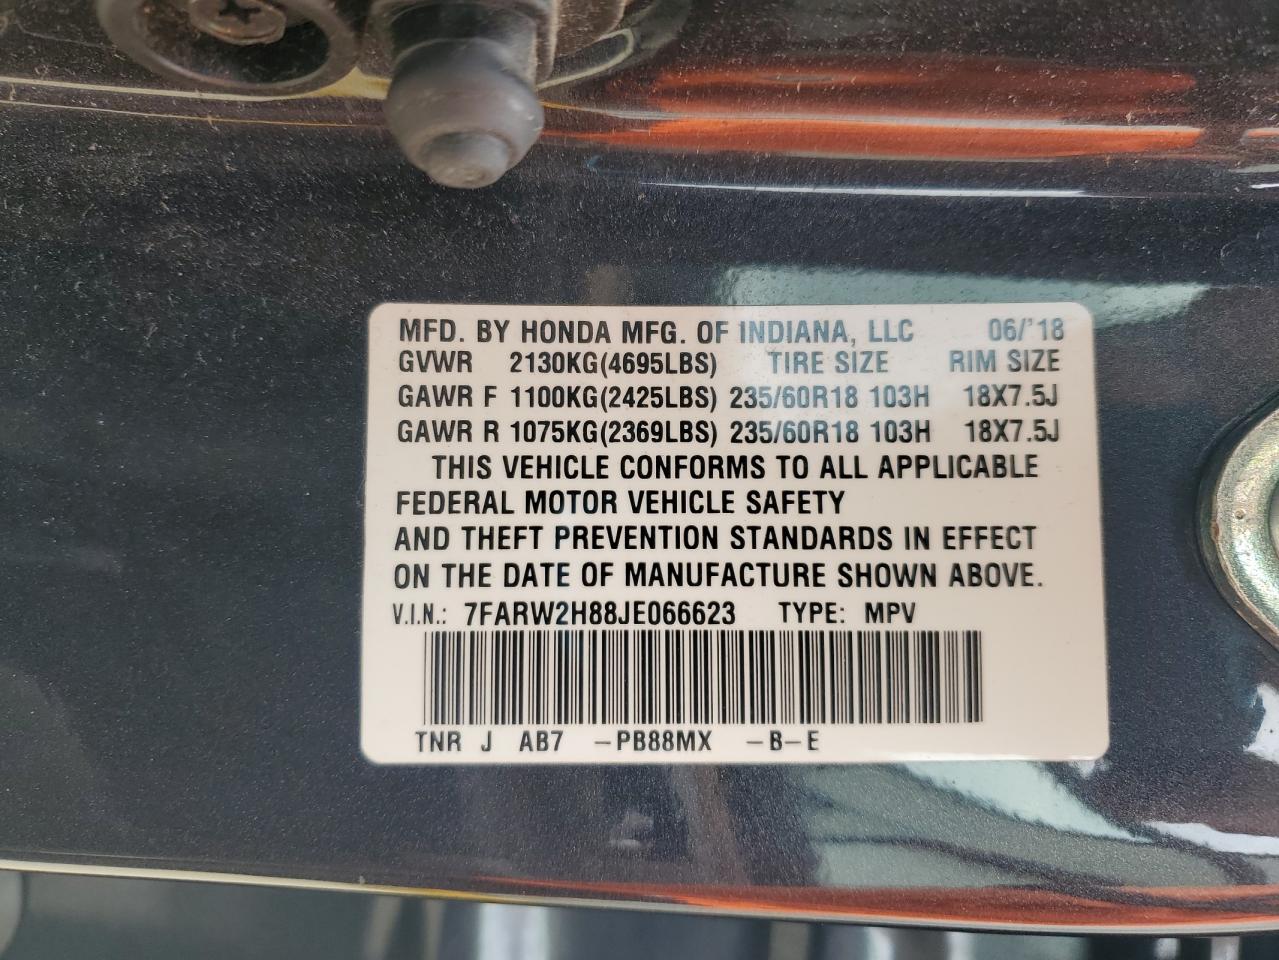 MFD. BY HONDA MFG. OF INDIANA, LLC 06/'18
GVWR 2130KG(4695LBS) TIRE SIZE RIM SIZE
GAWR F 1100KG(2425LBS) 235/60R18 103H 18X7.5J
GAWR R 1075KG(2369LBS) 235/60R18 103H 18X7.5J
THIS VEHICLE CONFORMS TO ALL APPLICABLE
FEDERAL MOTOR VEHICLE SAFETY
AND THEFT PREVENTION STANDARDS IN EFFECT
ON THE DATE OF MANUFACTURE SHOWN ABOVE.
V.I.N.: 7FARW2H88JE066623 TYPE: MPV
TNR J AB7 -PB88MX -B-E